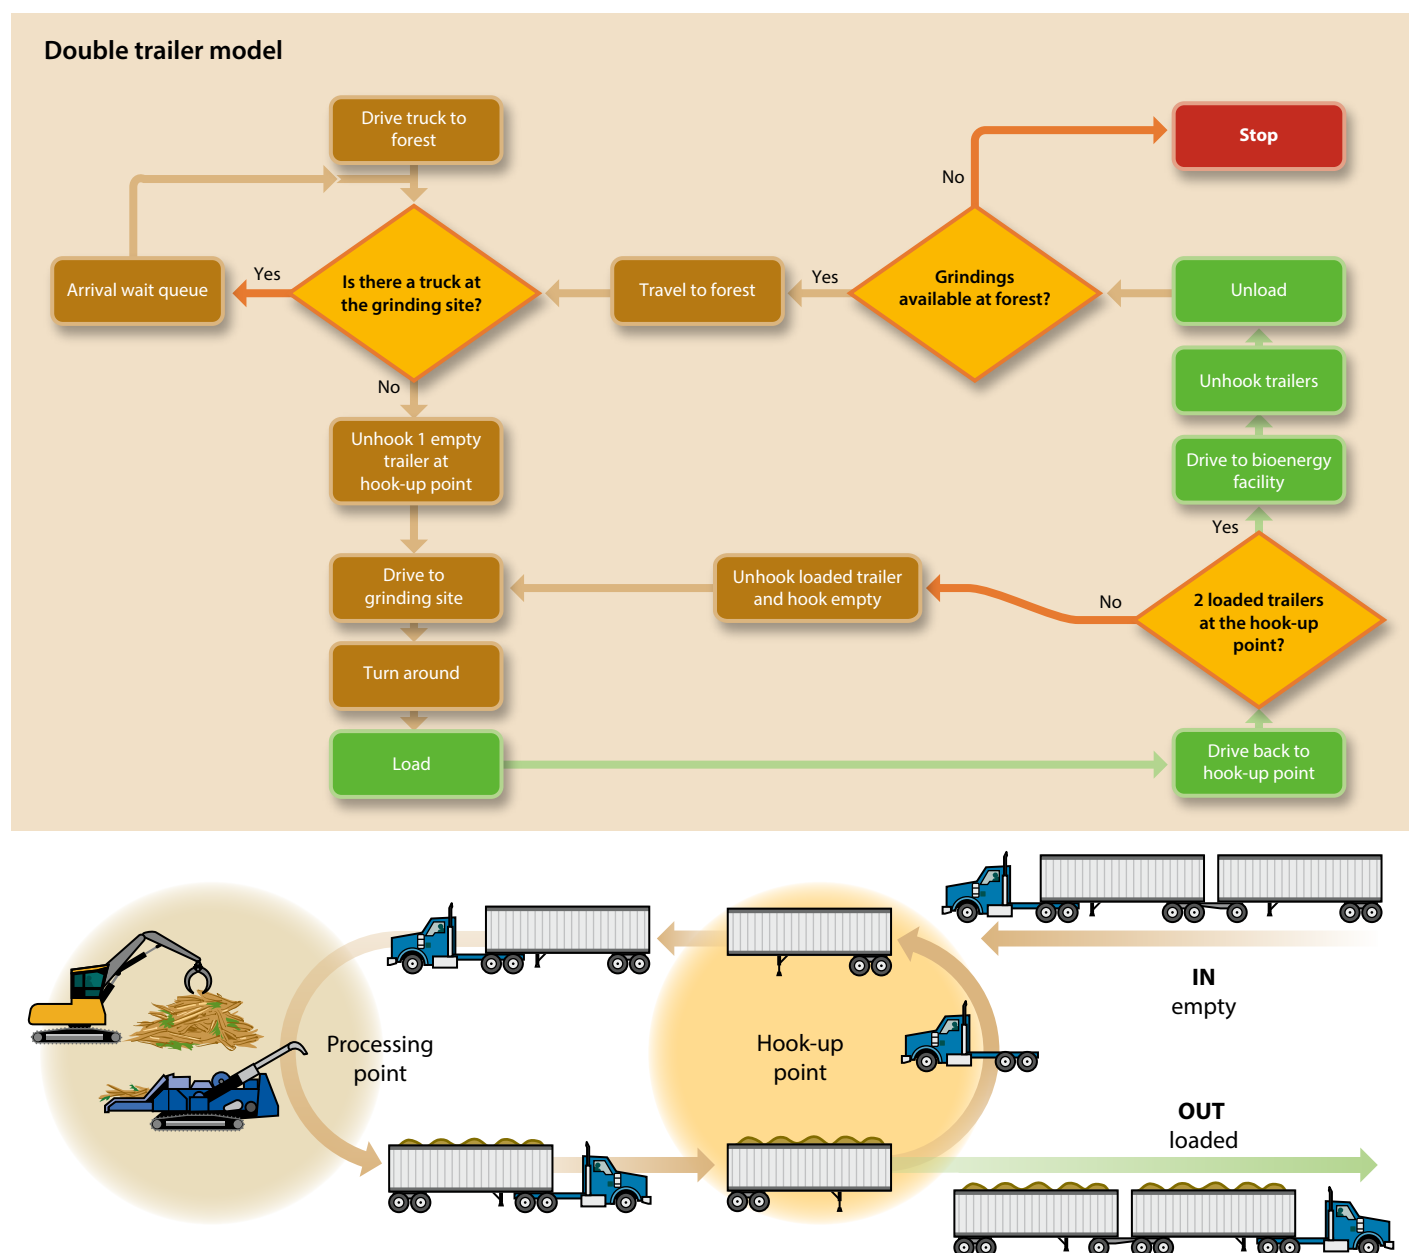 Double trailer model
Drive truck to
forest
Stop
No
Arrival wait queue
Yes
Is there a truck at
the grinding site?
Travel to forest
Yes
Grindings
available at forest?
Unload
No
Unhook trailers
Unhook 1 empty
trailer at
hook-up point
Drive to bioenergy
facility
Yes
Drive to
grinding site
Unhook loaded trailer
and hook empty
No
2 loaded trailers
at the hook-up
point?
Turn around
Load
Drive back to
hook-up point
IN
empty
Processing
point
Hook-up
point
OUT
loaded